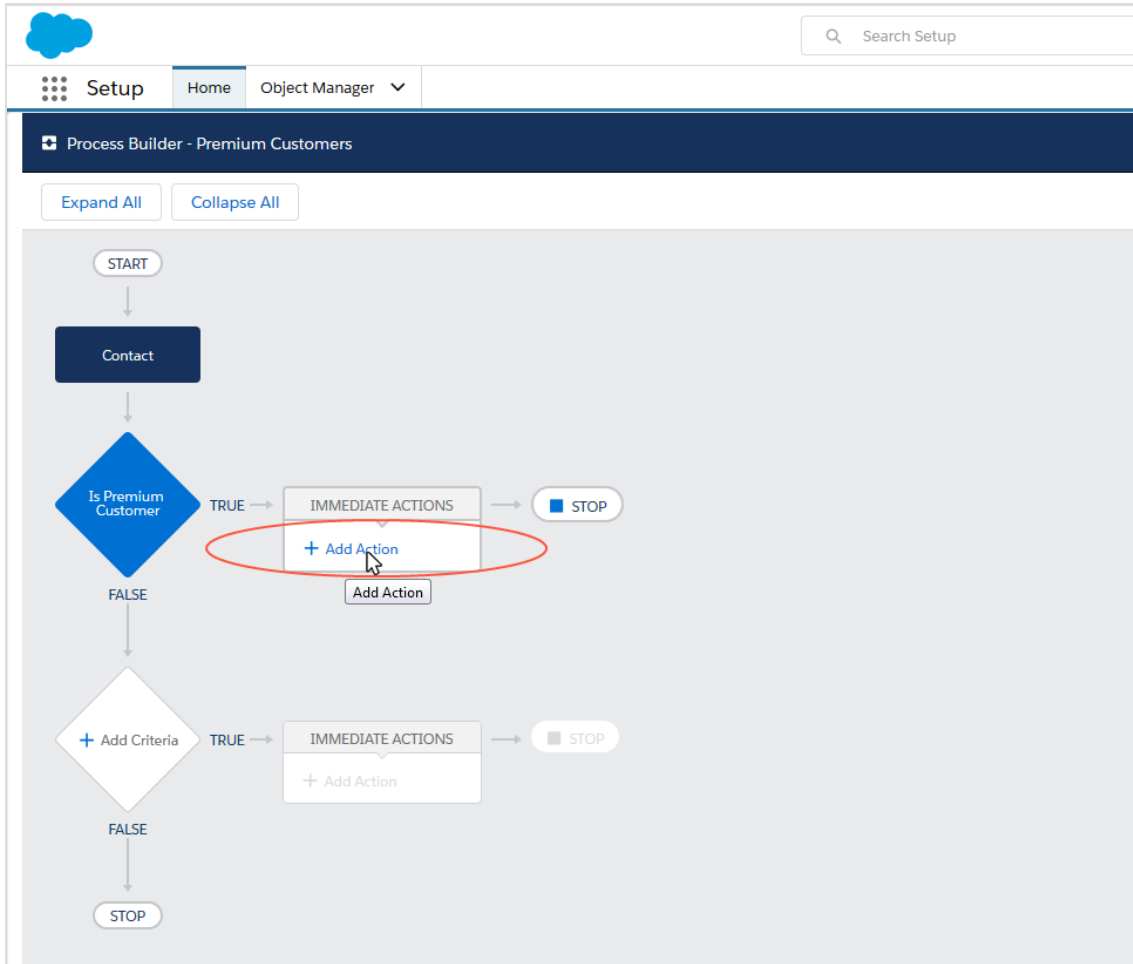 Search Setup
Setup
Home
Object Manager
Process Builder - Premium Customers
Expand All
Collapse All
START
Contact
Is Premium
Customer
TRUE
IMMEDIATE ACTIONS
STOP
+ Add Action
Add Action
FALSE
+ Add Criteria
TRUE
IMMEDIATE ACTIONS
STOP
+ Add Action
FALSE
STOP